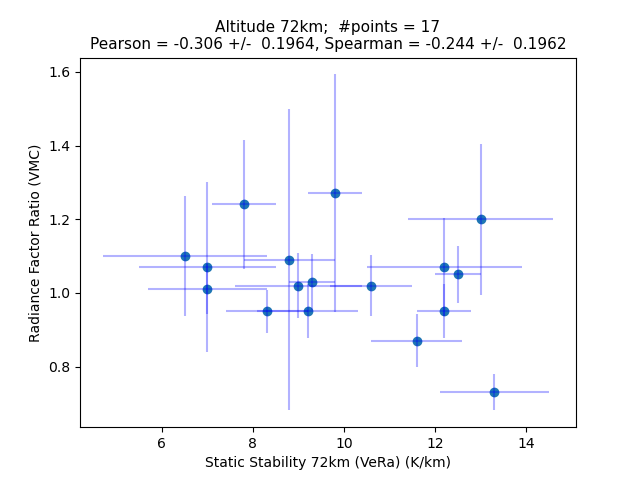 Altitude 72km;  #points = 17
Pearson = -0.306 +/-  0.1964, Spearman = -0.244 +/-  0.1962
1.6
1.4
1.2
1.0
0.8
Radiance Factor Ratio (VMC)
6 8 10 12 14
Static Stability 72km (VeRa) (K/km)